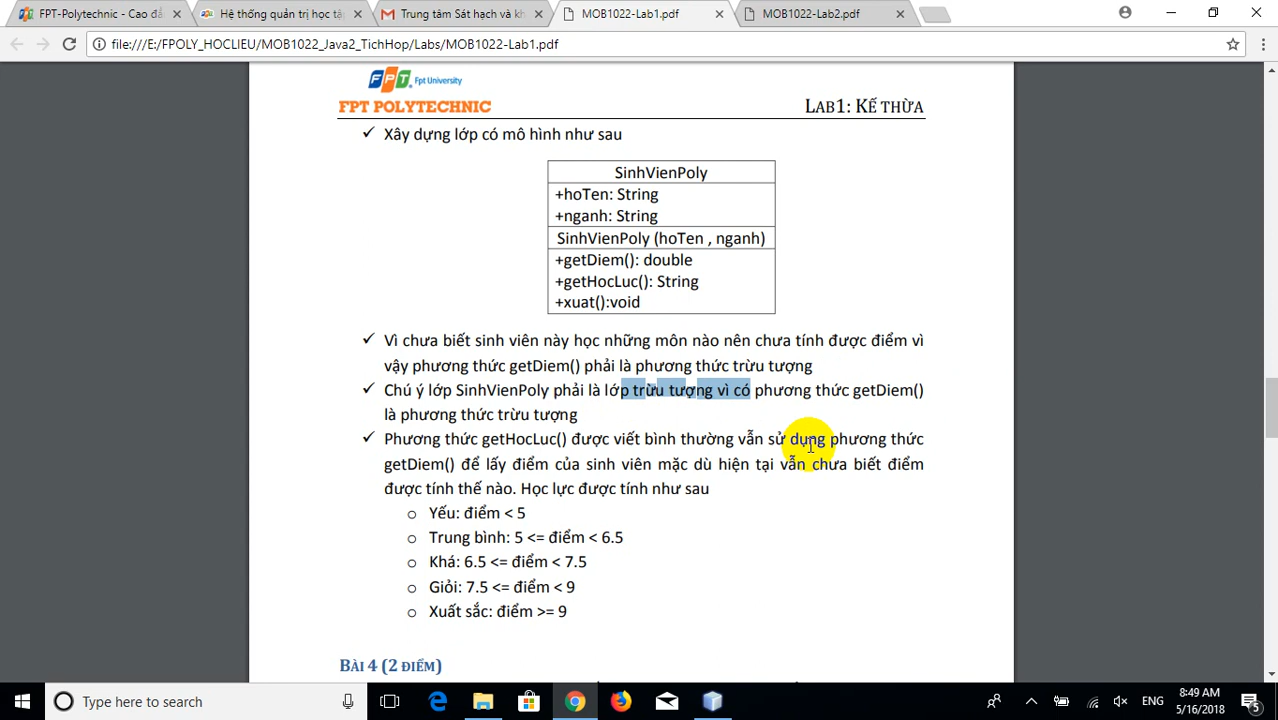 FPT-Polytechnic - Cao đẳ
Hệ thống quản trị học tậ
Trung tâm Sát hạch và kh
MOB1022-Lab1.pdf
MOB1022-Lab2.pdf
file:///E:/FPOLY_HOCLIEU/MOB1022_Java2_TichHop/Labs/MOB1022-Lab1.pdf
FPT Fpt University
FPT POLYTECHNIC
LAB1: KẾ THỪA
Xây dựng lớp có mô hình như sau
SinhVienPoly
+hoTen: String
+nganh: String
SinhVienPoly (hoTen , nganh)
+getDiem(): double
+getHocLuc(): String
+xuat():void
Vì chưa biết sinh viên này học những môn nào nên chưa tính được điểm vì
vậy phương thức getDiem() phải là phương thức trừu tượng
Chú ý lớp SinhVienPoly phải là lớp trừu tượng vì có phương thức getDiem()
là phương thức trừu tượng
Phương thức getHocLuc() được viết bình thường vẫn sử dụng phương thức
getDiem() để lấy điểm của sinh viên mặc dù hiện tại vẫn chưa biết điểm
được tính thế nào. Học lực được tính như sau
o Yếu: điểm < 5
o Trung bình: 5 <= điểm < 6.5
o Khá: 6.5 <= điểm < 7.5
o Giỏi: 7.5 <= điểm < 9
o Xuất sắc: điểm >= 9
BÀI 4 (2 ĐIỂM)
Type here to search
ENG
8:49 AM
5/16/2018
5